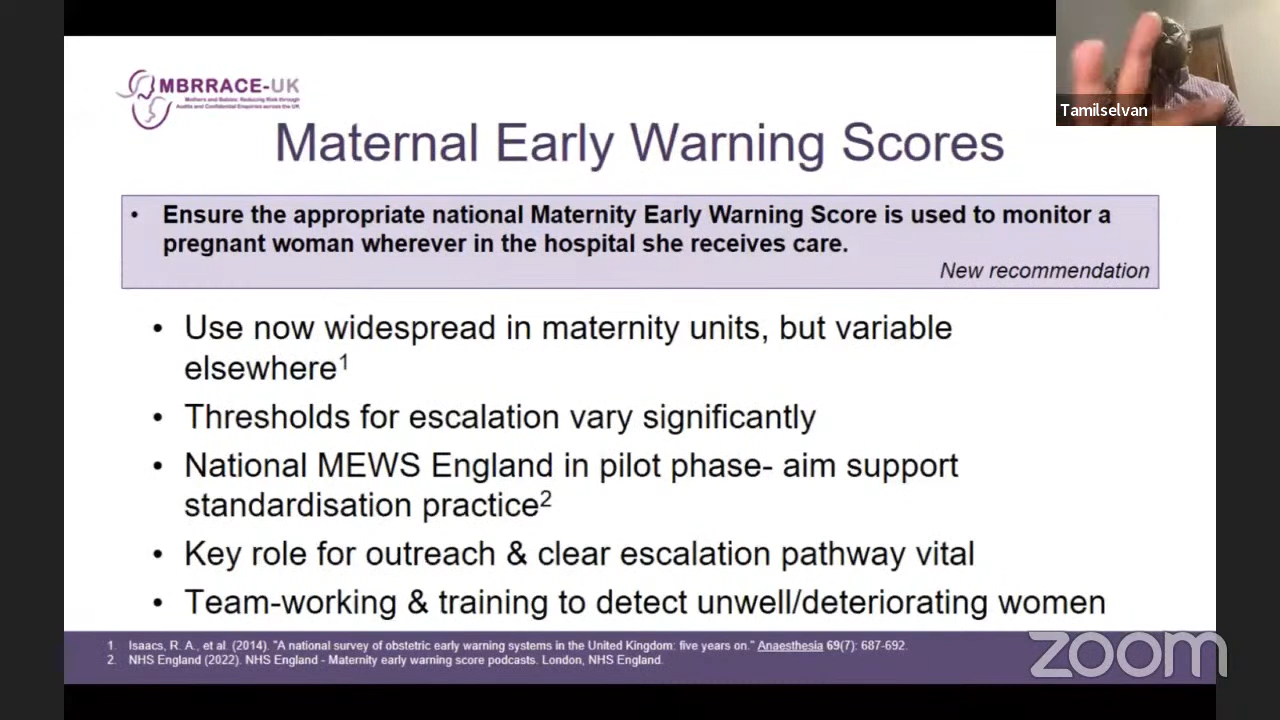 MBRRACE-UK
Mothers and Babies: Reducing Risk through
Audits and Confidential Enquiries across the UK
Tamilselvan
Maternal Early Warning Scores
• Ensure the appropriate national Maternity Early Warning Score is used to monitor a
pregnant woman wherever in the hospital she receives care.
New recommendation
• Use now widespread in maternity units, but variable
elsewhere1
• Thresholds for escalation vary significantly
• National MEWS England in pilot phase- aim support
standardisation practice2
• Key role for outreach & clear escalation pathway vital
• Team-working & training to detect unwell/deteriorating women
1. Isaacs, R. A., et al. (2014). "A national survey of obstetric early warning systems in the United Kingdom: five years on." Anaesthesia 69(7): 687-692.
2. NHS England (2022). NHS England - Maternity early warning score podcasts. London, NHS England.
zoom